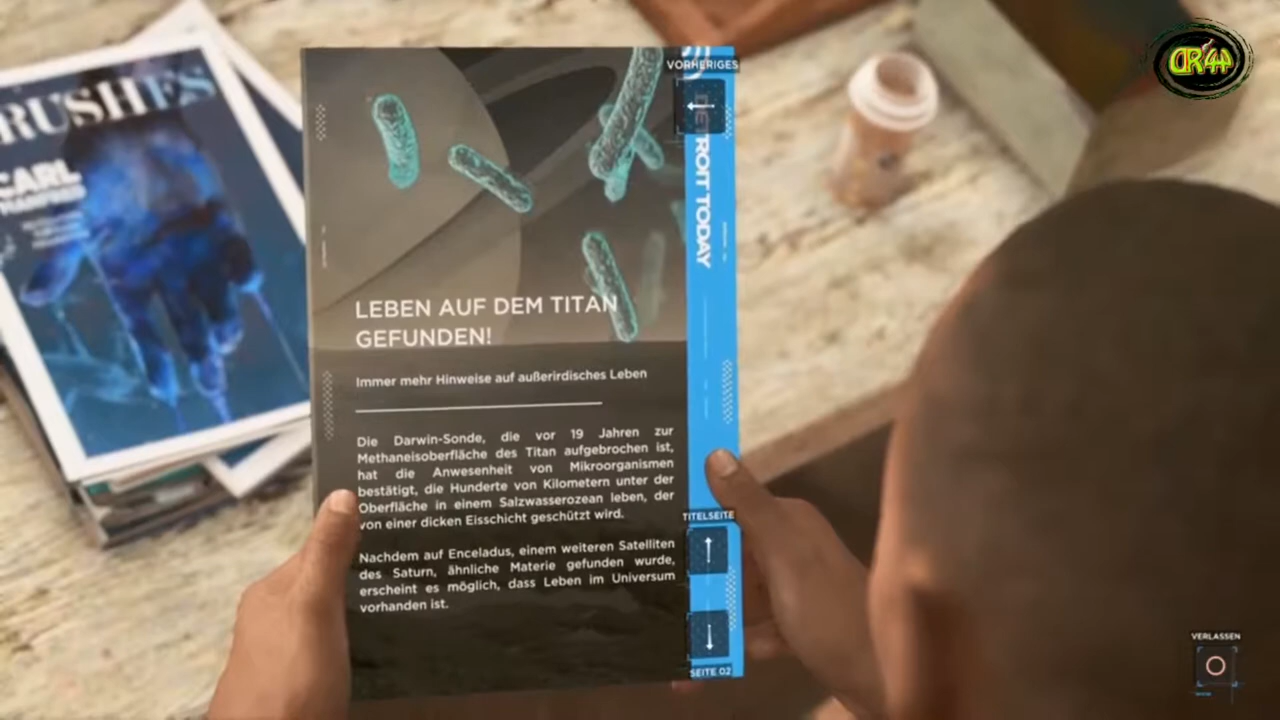 RUSHES
CARL
MANFRED
VORHERIGES
DETROIT TODAY
LEBEN AUF DEM TITAN
GEFUNDEN!
Immer mehr Hinweise auf außerirdisches Leben
Die Darwin-Sonde, die vor 19 Jahren zur
Methaneisoberfläche des Titan aufgebrochen ist,
hat die Anwesenheit von Mikroorganismen
bestätigt, die Hunderte von Kilometern unter der
Oberfläche in einem Salzwasserozean leben, der
von einer dicken Eisschicht geschützt wird.
Nachdem auf Enceladus, einem weiteren Satelliten
des Saturn, ähnliche Materie gefunden wurde,
erscheint es möglich, dass Leben im Universum
vorhanden ist.
TITELSEITE
SEITE 02
VERLASSEN